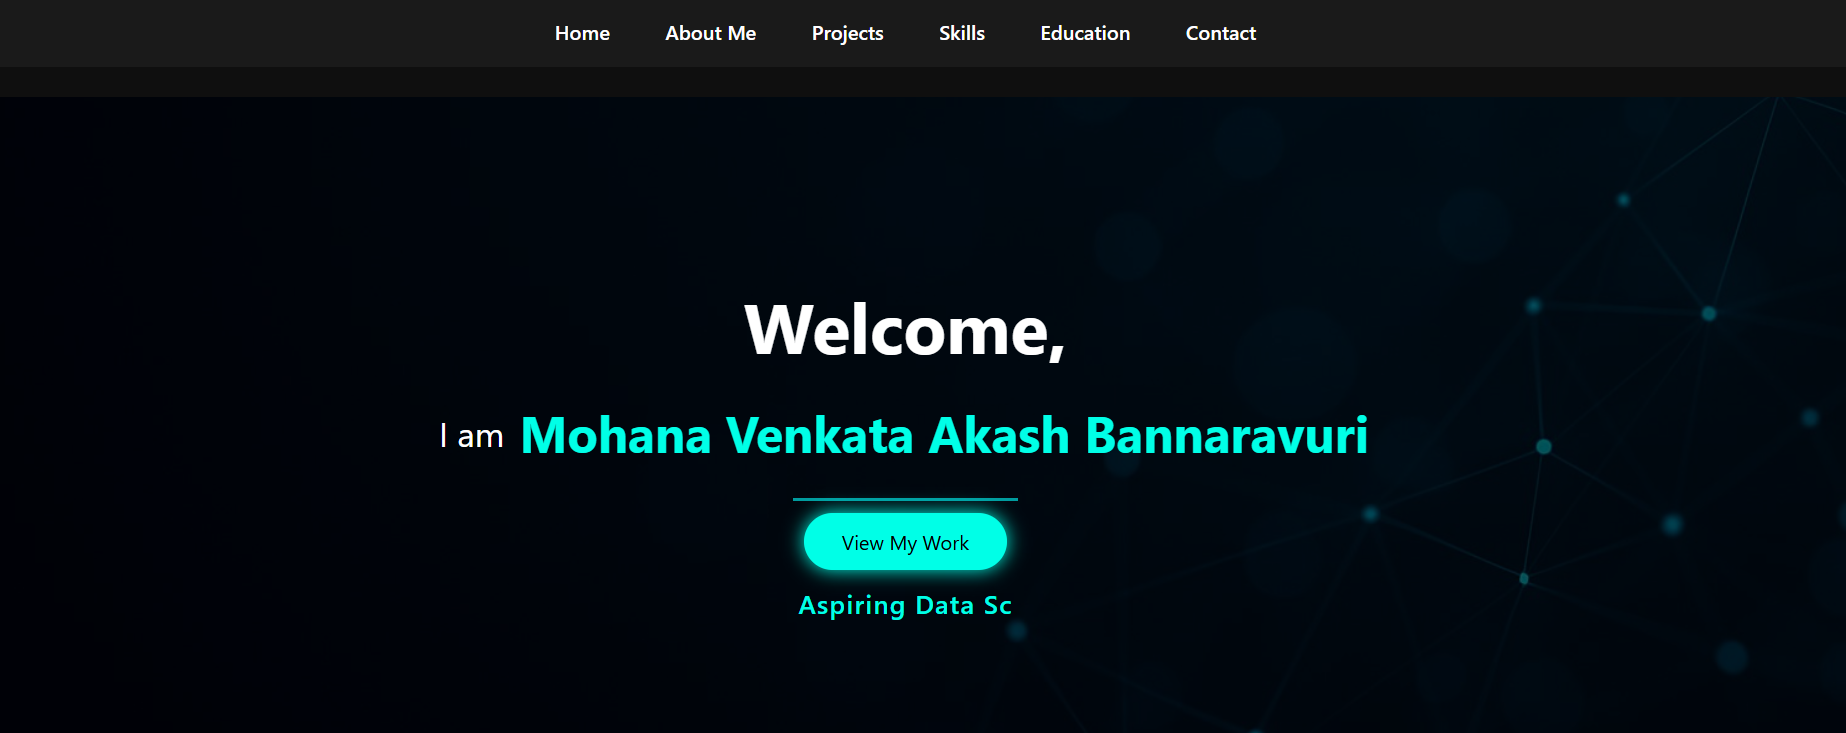 Home About Me Projects Skills Education Contact
Welcome,
I am Mohana Venkata Akash Bannaravuri
View My Work
Aspiring Data Sc